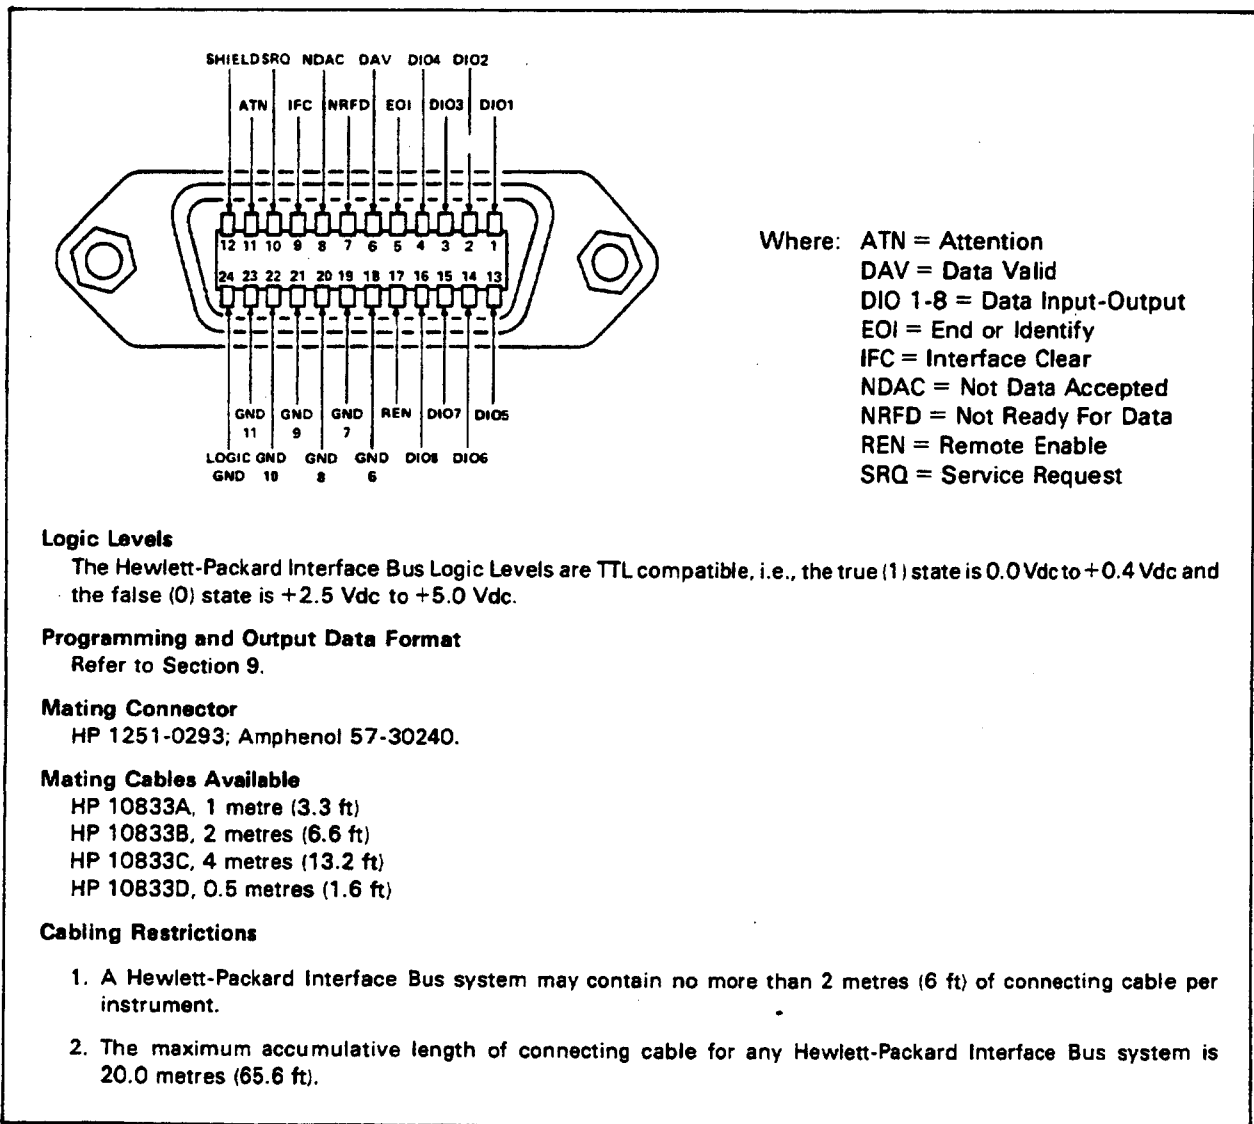 SHIELD SRQ NDAC DAV DIO4 DIO2
ATN IFC NRFD EOI DIO3 DIO1
12 11 10 9 8 7 6 5 4 3 2 1
24 23 22 21 20 19 18 17 16 15 14 13
GND GND GND REN DIO7 DIO5
11 9 7
LOGIC GND GND GND DIO8 DIO6
GND 10 8 6
Where: ATN = Attention
DAV = Data Valid
DIO 1-8 = Data Input-Output
EOI = End or Identify
IFC = Interface Clear
NDAC = Not Data Accepted
NRFD = Not Ready For Data
REN = Remote Enable
SRQ = Service Request
Logic Levels
The Hewlett-Packard Interface Bus Logic Levels are TTL compatible, i.e., the true (1) state is 0.0 Vdc to +0.4 Vdc and
the false (0) state is +2.5 Vdc to +5.0 Vdc.
Programming and Output Data Format
Refer to Section 9.
Mating Connector
HP 1251-0293; Amphenol 57-30240.
Mating Cables Available
HP 10833A, 1 metre (3.3 ft)
HP 10833B, 2 metres (6.6 ft)
HP 10833C, 4 metres (13.2 ft)
HP 10833D, 0.5 metres (1.6 ft)
Cabling Restrictions
1. A Hewlett-Packard Interface Bus system may contain no more than 2 metres (6 ft) of connecting cable per
instrument.
2. The maximum accumulative length of connecting cable for any Hewlett-Packard Interface Bus system is
20.0 metres (65.6 ft).